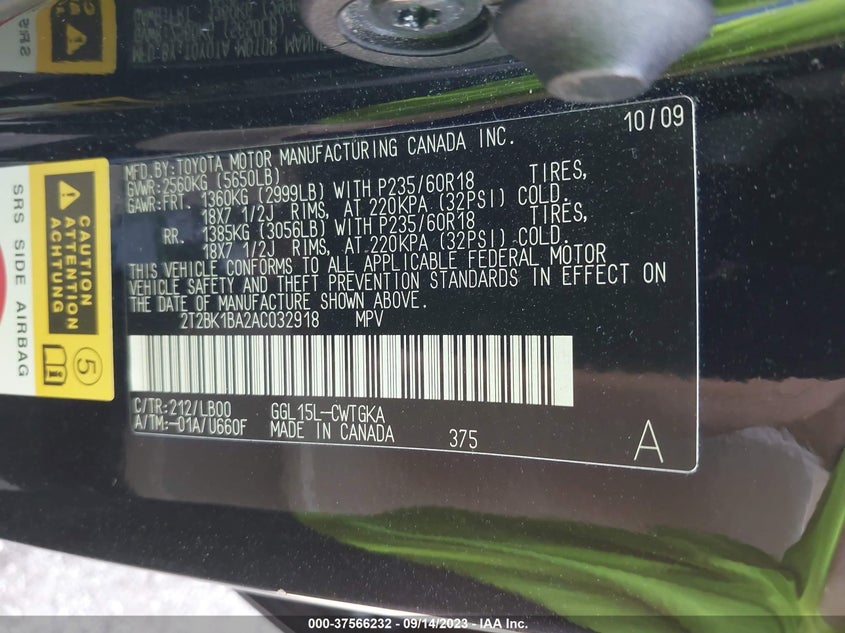 10/09
MFD. BY: TOYOTA MOTOR MANUFACTURING CANADA INC.
GVWR: 2560KG (5650LB)
GAWR: FRT. 1360KG (2999LB) WITH P235/60R18 TIRES,
18X7 1/2J RIMS, AT 220KPA (32PSI) COLD.
RR. 1385KG (3056LB) WITH P235/60R18 TIRES,
18X7 1/2J RIMS, AT 220KPA (32PSI) COLD.
THIS VEHICLE CONFORMS TO ALL APPLICABLE FEDERAL MOTOR
VEHICLE SAFETY AND THEFT PREVENTION STANDARDS IN EFFECT ON
THE DATE OF MANUFACTURE SHOWN ABOVE.
2T2BK1BA2AC032918 MPV
C/TR: 212/LB00 GGL15L-CWTGKA
A/TM: -01A/U660F MADE IN CANADA 375
A
CAUTION
ATTENTION
ACHTUNG
5
SRS SIDE AIRBAG
000-37566232 - 09/14/2023 - IAA Inc.